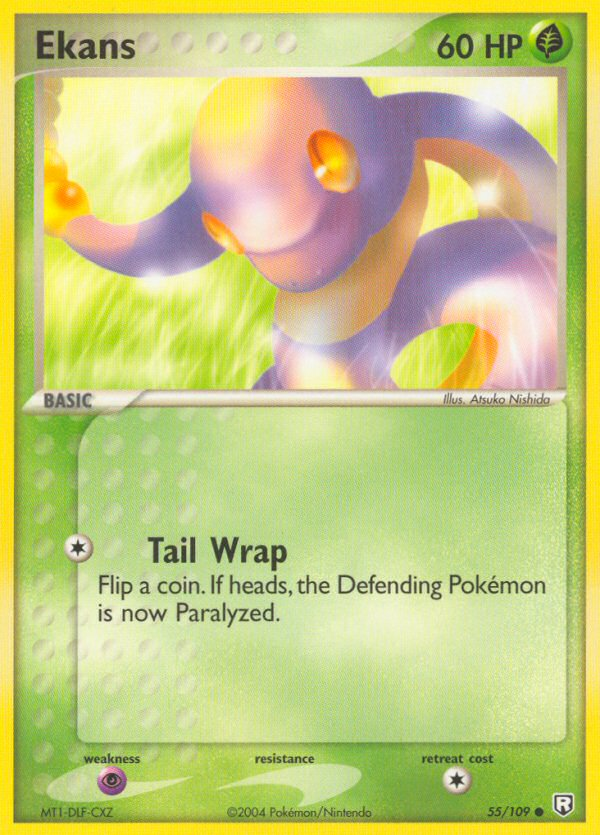 Ekans
60 HP
BASIC
Illus. Atsuko Nishida
Tail Wrap
Flip a coin. If heads, the Defending Pokémon
is now Paralyzed.
weakness resistance retreat cost
MT1-DLF-CXZ ©2004 Pokémon/Nintendo 55/109 ● R